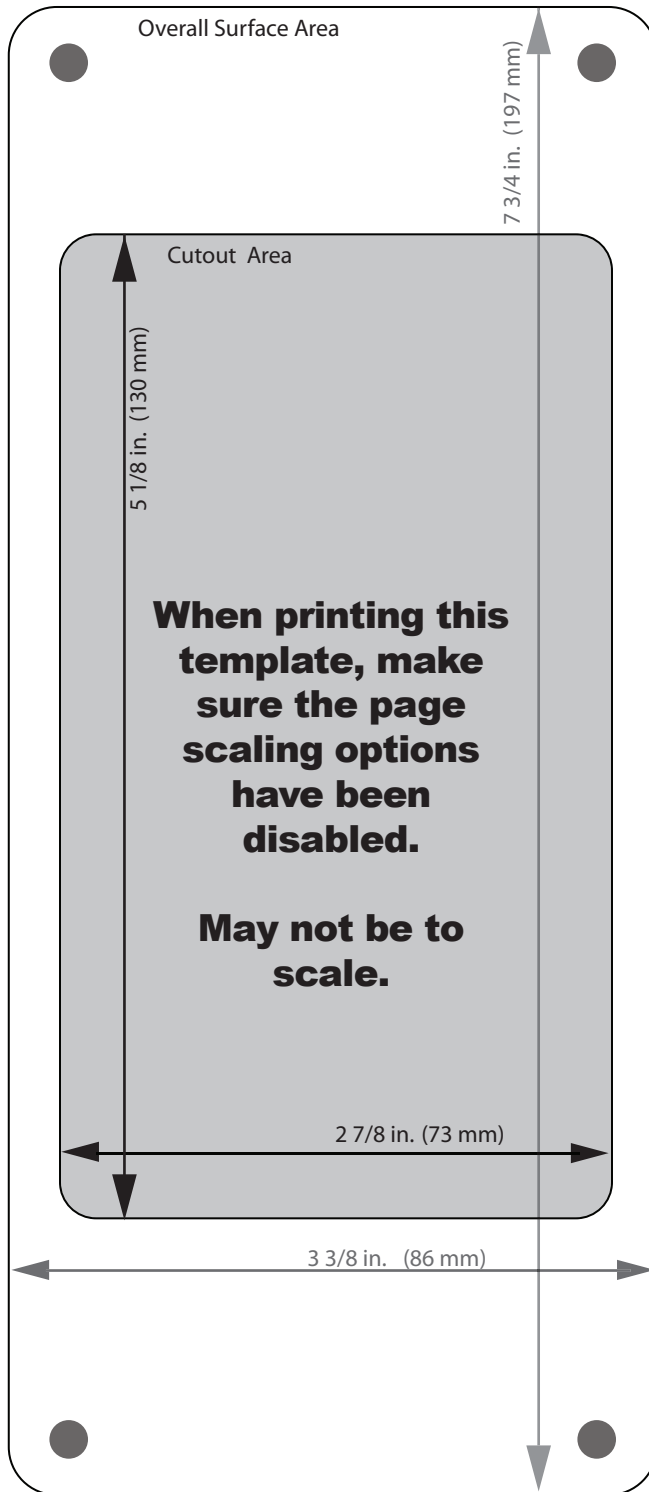 Overall Surface Area
7 3/4 in. (197 mm)
Cutout Area
5 1/8 in. (130 mm)
When printing this
template, make
sure the page
scaling options
have been
disabled.
May not be to
scale.
2 7/8 in. (73 mm)
3 3/8 in. (86 mm)